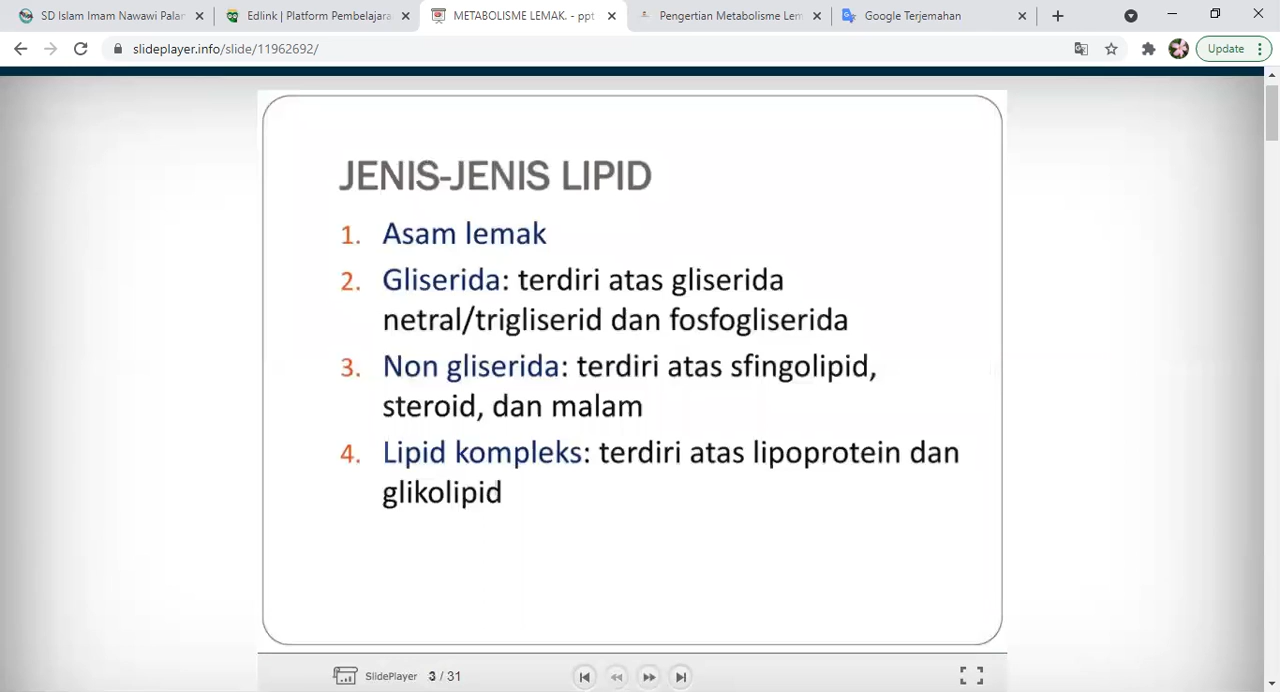 SD Islam Imam Nawawi Palar
Edlink | Platform Pembelajara
METABOLISME LEMAK. - ppt
Pengertian Metabolisme Lem
Google Terjemahan
slideplayer.info/slide/11962692/
Update
JENIS-JENIS LIPID
1. Asam lemak
2. Gliserida: terdiri atas gliserida
netral/trigliserid dan fosfogliserida
3. Non gliserida: terdiri atas sfingolipid,
steroid, dan malam
4. Lipid kompleks: terdiri atas lipoprotein dan
glikolipid
SlidePlayer 3 / 31